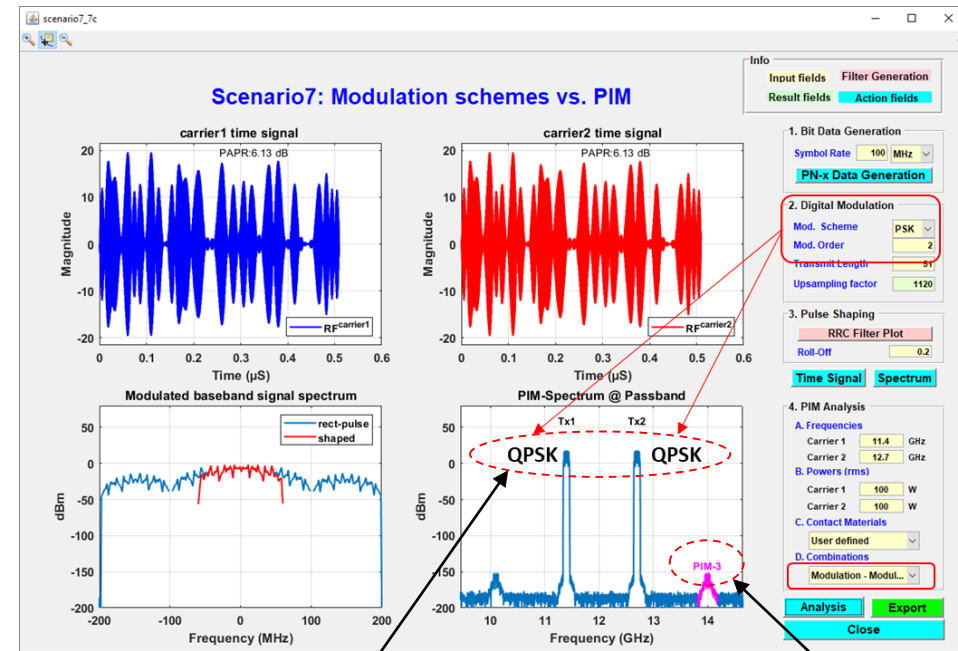 scenario7_7c
Info
Input fields Filter Generation
Result fields Action fields
Scenario7: Modulation schemes vs. PIM
carrier1 time signal
PAPR:6.13 dB
20
10
0
-10
-20
Magnitude
RF carrier1
0 0.1 0.2 0.3 0.4 0.5 0.6
Time (µS)
carrier2 time signal
PAPR:6.13 dB
20
10
0
-10
-20
Magnitude
RF carrier2
0 0.1 0.2 0.3 0.4 0.5 0.6
Time (µS)
Modulated baseband signal spectrum
rect-pulse
shaped
50
0
-50
-100
-150
-200
dBm
-200 -100 0 100 200
Frequency (MHz)
PIM-Spectrum @ Passband
Tx1 Tx2
QPSK QPSK
PIM-3
50
0
-50
-100
-150
-200
dBm
10 11 12 13 14
Frequency (GHz)
1. Bit Data Generation
Symbol Rate 100 MHz
PN-x Data Generation
2. Digital Modulation
Mod. Scheme PSK
Mod. Order 2
Transmit Length 51
Upsampling factor 1120
3. Pulse Shaping
RRC Filter Plot
Roll-Off 0.2
Time Signal Spectrum
4. PIM Analysis
A. Frequencies
Carrier 1 11.4 GHz
Carrier 2 12.7 GHz
B. Powers (rms)
Carrier 1 100 W
Carrier 2 100 W
C. Contact Materials
User defined
D. Combinations
Modulation - Modul...
Analysis Export
Close